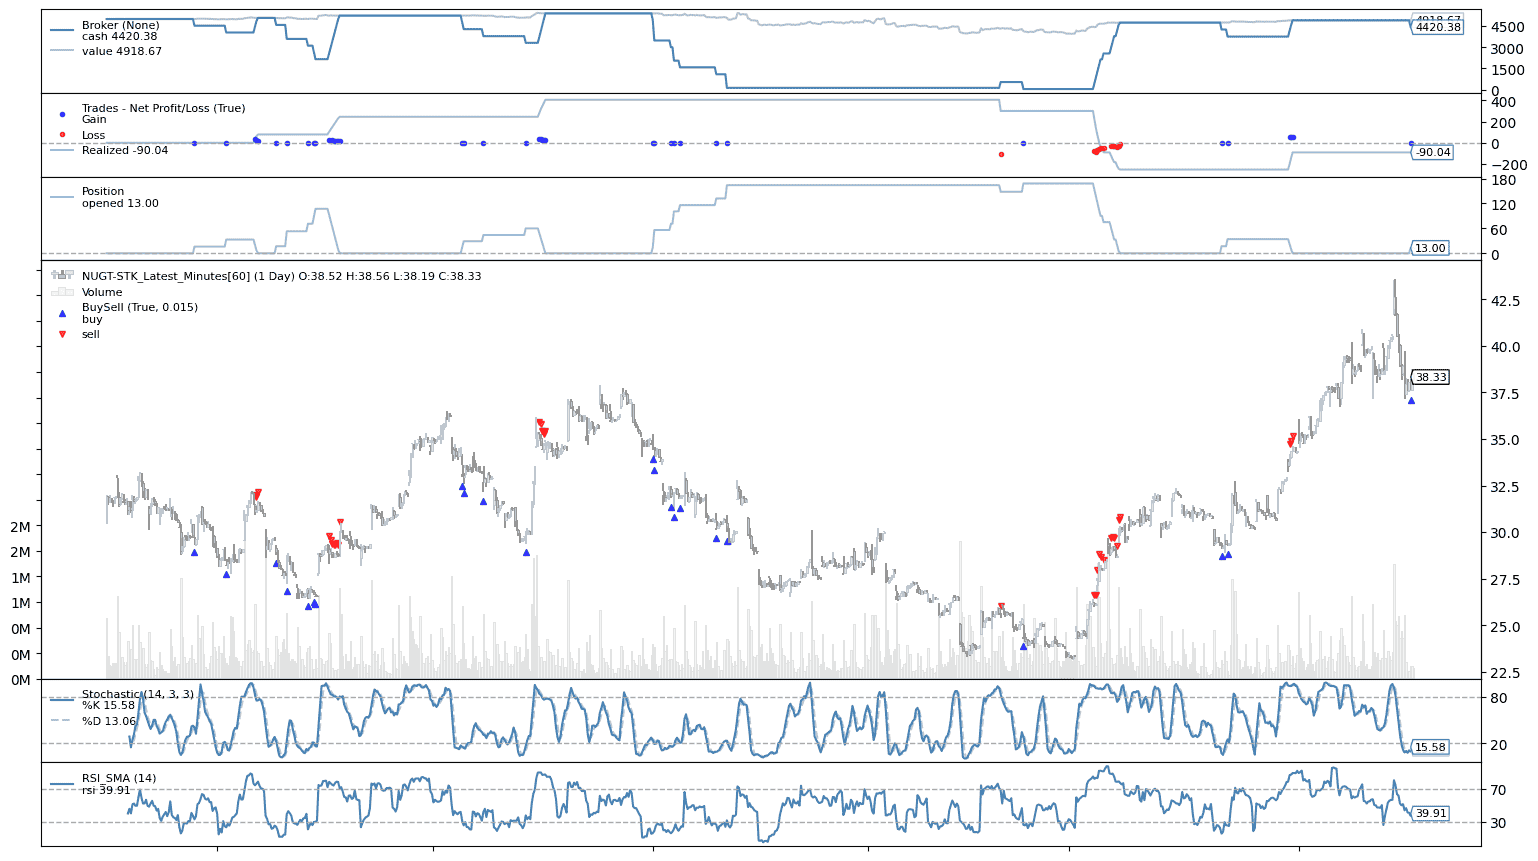 Broker (None)
cash 4420.38
value 4918.67
4918.67
4420.38
4500
3000
1500
0
Trades - Net Profit/Loss (True)
Gain
Loss
Realized -90.04
400
200
0
-90.04
−200
Position
opened 13.00
180
120
60
13.00
0
NUGT-STK_Latest_Minutes[60] (1 Day) O:38.52 H:38.56 L:38.19 C:38.33
Volume
BuySell (True, 0.015)
buy
sell
42.5
40.0
38.33
37.5
35.0
32.5
30.0
27.5
25.0
22.5
2M
2M
1M
1M
0M
0M
0M
Stochastic (14, 3, 3)
%K 15.58
%D 13.06
80
20
15.58
RSI_SMA (14)
rsi 39.91
70
39.91
30